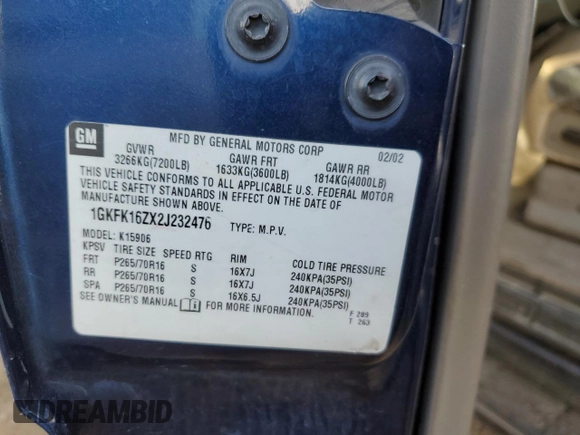 GM
MFD BY GENERAL MOTORS CORP 02/02
GVWR GAWR FRT GAWR RR
3266KG(7200LB) 1633KG(3600LB) 1814KG(4000LB)
THIS VEHICLE CONFORMS TO ALL APPLICABLE U.S. FEDERAL MOTOR
VEHICLE SAFETY STANDARDS IN EFFECT ON THE DATE OF
MANUFACTURE SHOWN ABOVE.
1GKFK16ZX2J232476 TYPE: M.P.V.
MODEL: K15906
KPSV TIRE SIZE SPEED RTG RIM COLD TIRE PRESSURE
FRT P265/70R16 S 16X7J 240KPA(35PSI)
RR P265/70R16 S 16X7J 240KPA(35PSI)
SPA P265/70R16 S 16X6.5J 240KPA(35PSI)
SEE OWNER'S MANUAL FOR MORE INFORMATION.
F 209
T 263
DREAMBID